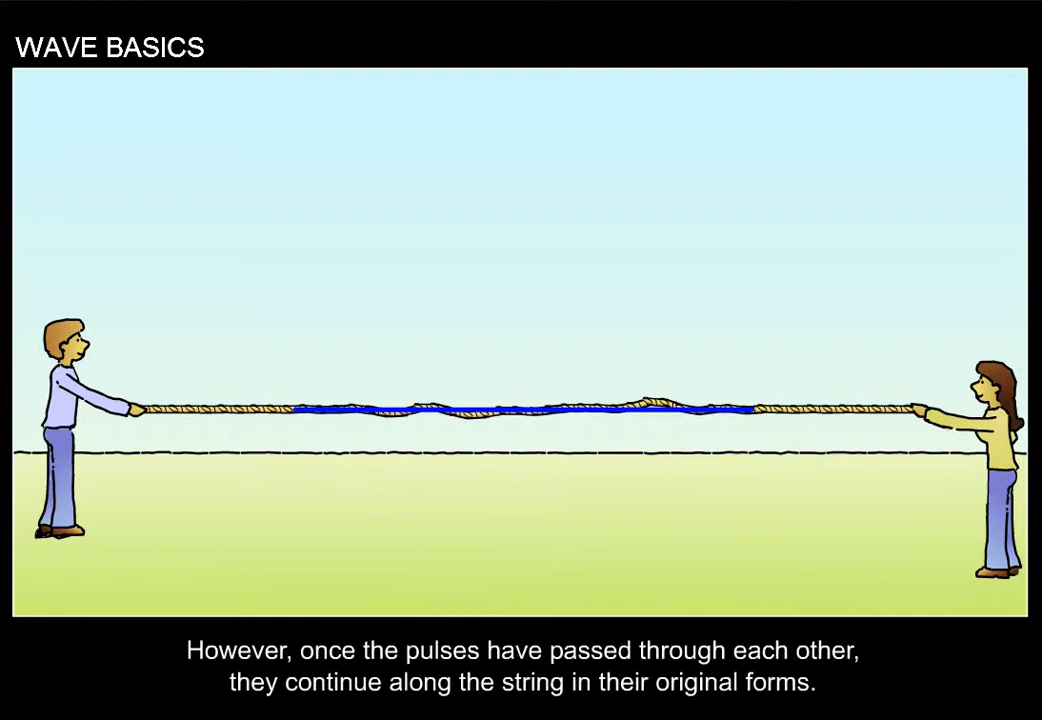 WAVE BASICS
However, once the pulses have passed through each other,
they continue along the string in their original forms.